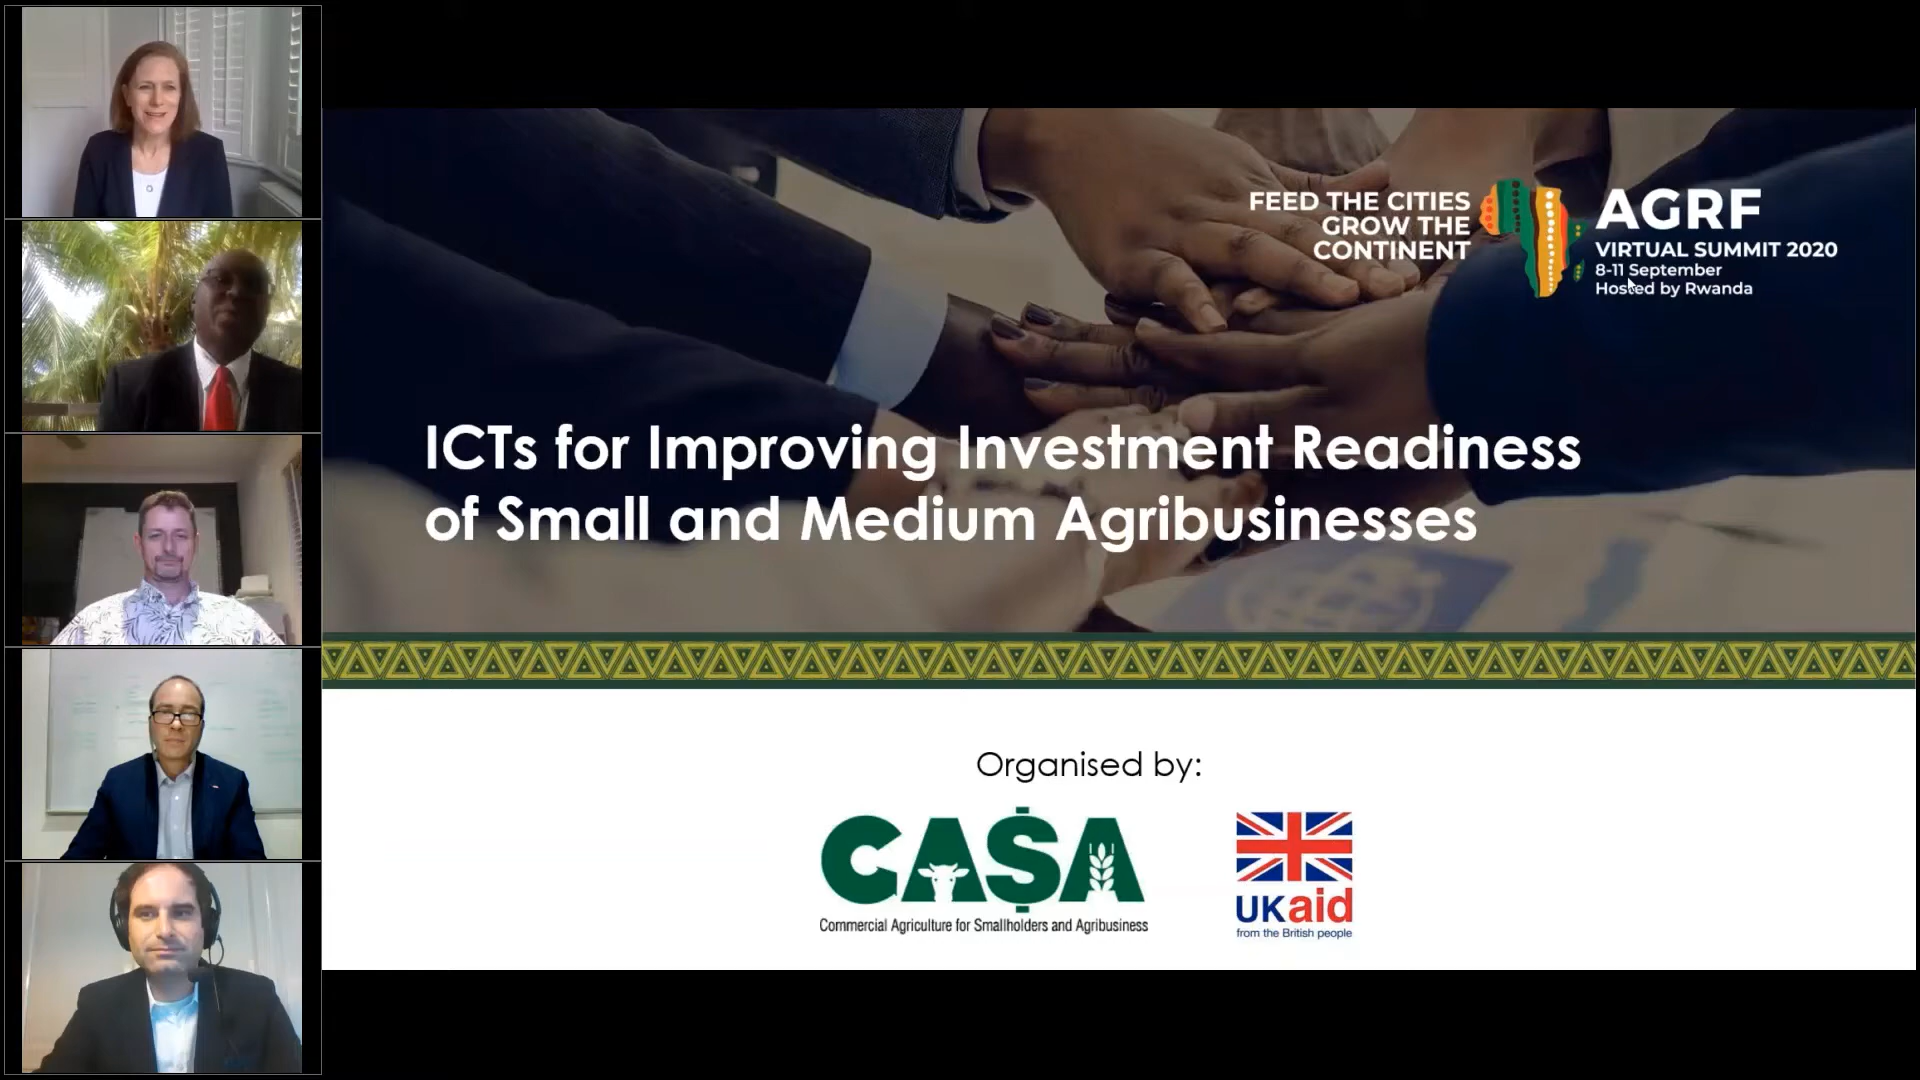 FEED THE CITIES
GROW THE
CONTINENT
AGRF
VIRTUAL SUMMIT 2020
8-11 September
Hosted by Rwanda
ICTs for Improving Investment Readiness
of Small and Medium Agribusinesses
Organised by:
CA$A
Commercial Agriculture for Smallholders and Agribusiness
UKaid
from the British people